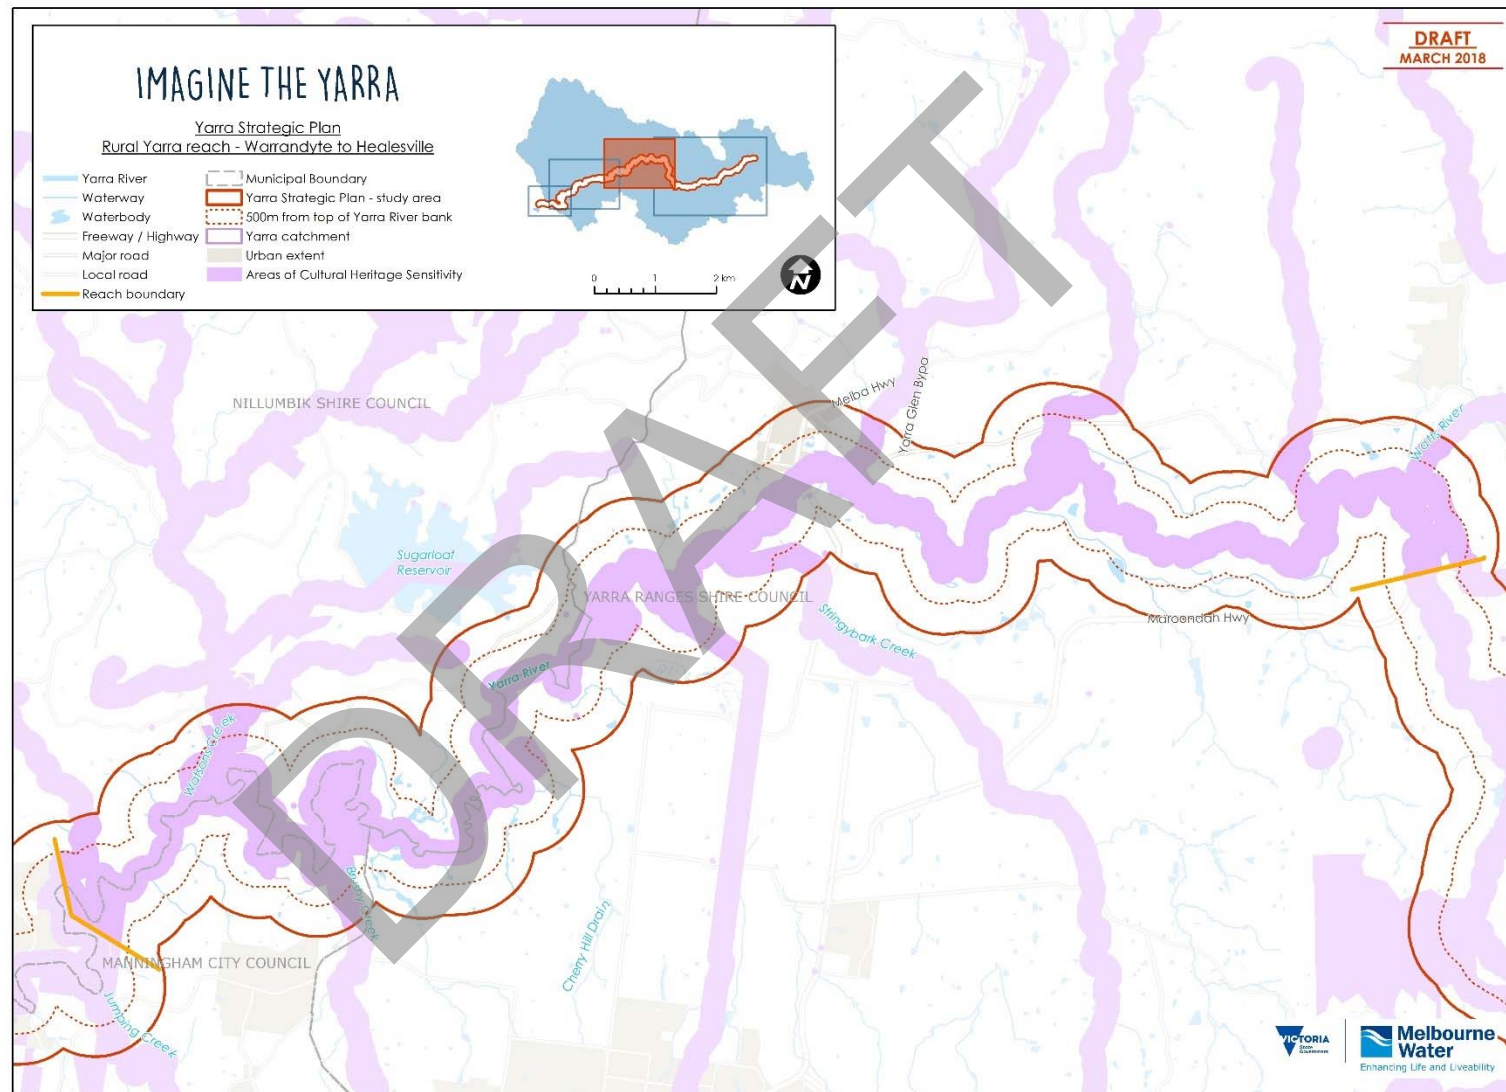 DRAFT
MARCH 2018
IMAGINE THE YARRA
Yarra Strategic Plan
Rural Yarra reach - Warrandyte to Healesville
Yarra River
Waterway
Waterbody
Freeway / Highway
Major road
Local road
Reach boundary
Municipal Boundary
Yarra Strategic Plan - study area
500m from top of Yarra River bank
Yarra catchment
Urban extent
Areas of Cultural Heritage Sensitivity
0 1 2 km
N
NILLUMBIK SHIRE COUNCIL
Melba Hwy
Yarra Glen Bypa
Watts River
Sugarloaf
Reservoir
YARRA RANGES SHIRE COUNCIL
Stringybark Creek
Maroondah Hwy
Yarra River
Watsons Creek
Brushy Creek
Cherry Hill Drain
MANNINGHAM CITY COUNCIL
Jumping Creek
DRAFT
VICTORIA
State
Government
Melbourne
Water
Enhancing Life and Liveability